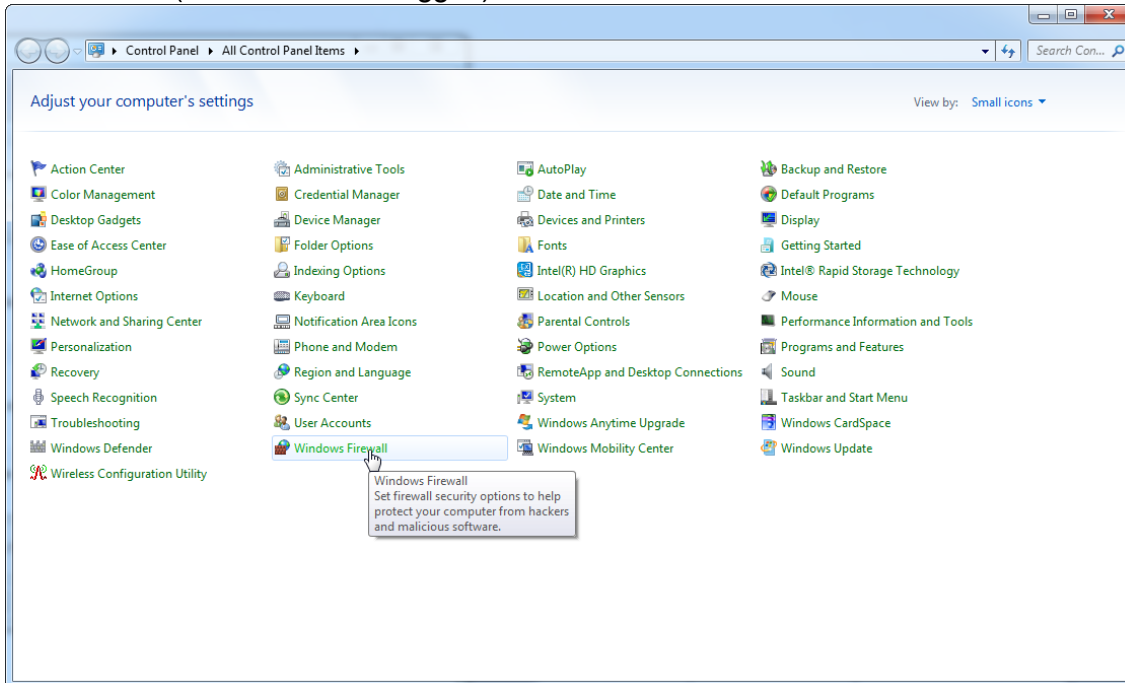 Control Panel ▸ All Control Panel Items ▸
Search Con...
Adjust your computer's settings
View by: Small icons
Action Center
Administrative Tools
AutoPlay
Backup and Restore
Color Management
Credential Manager
Date and Time
Default Programs
Desktop Gadgets
Device Manager
Devices and Printers
Display
Ease of Access Center
Folder Options
Fonts
Getting Started
HomeGroup
Indexing Options
Intel(R) HD Graphics
Intel® Rapid Storage Technology
Internet Options
Keyboard
Location and Other Sensors
Mouse
Network and Sharing Center
Notification Area Icons
Parental Controls
Performance Information and Tools
Personalization
Phone and Modem
Power Options
Programs and Features
Recovery
Region and Language
RemoteApp and Desktop Connections
Sound
Speech Recognition
Sync Center
System
Taskbar and Start Menu
Troubleshooting
User Accounts
Windows Anytime Upgrade
Windows CardSpace
Windows Defender
Windows Firewall
Windows Mobility Center
Windows Update
Wireless Configuration Utility
Windows Firewall
Set firewall security options to help
protect your computer from hackers
and malicious software.